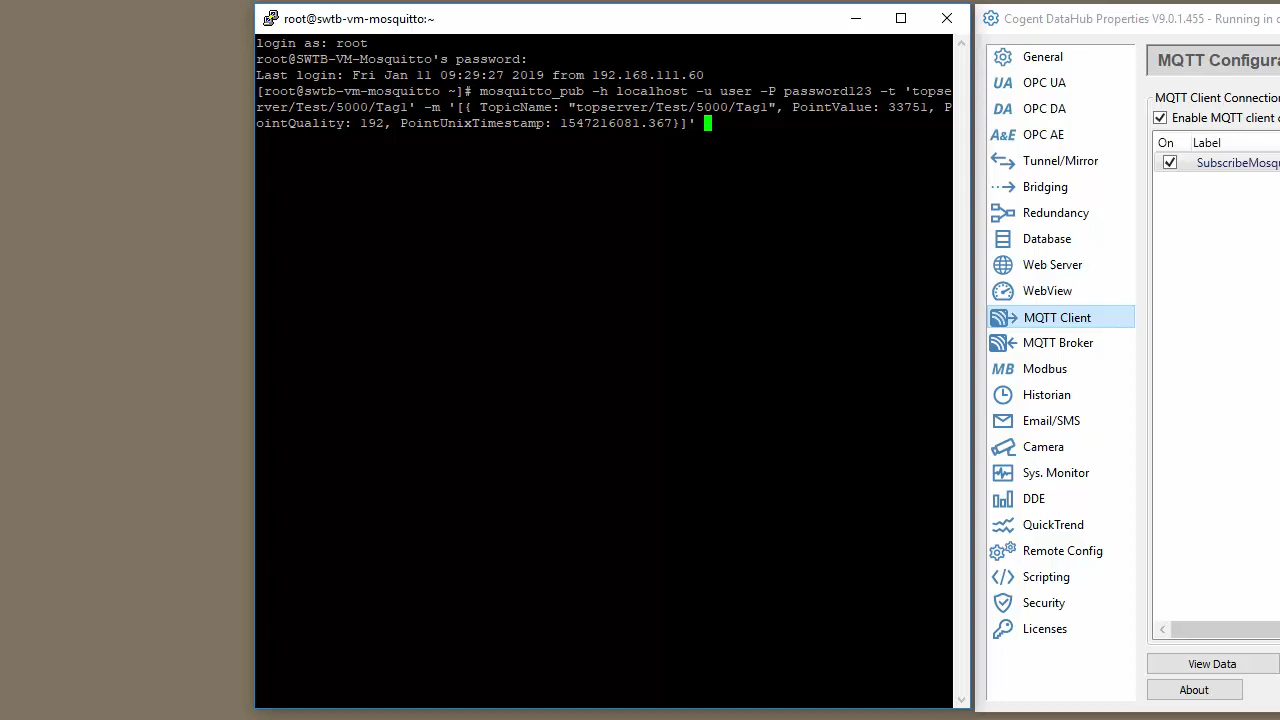 root@swtb-vm-mosquitto:~
login as: root
root@SWTB-VM-Mosquitto's password:
Last login: Fri Jan 11 09:29:27 2019 from 192.168.111.60
[root@swtb-vm-mosquitto ~]# mosquitto_pub -h localhost -u user -P password123 -t 'topse
rver/Test/5000/Tag1' -m '[{ TopicName: "topserver/Test/5000/Tag1", PointValue: 33751, P
ointQuality: 192, PointUnixTimestamp: 1547216081.367}]'
Cogent DataHub Properties V9.0.1.455 - Running in
General
OPC UA
OPC DA
A&E OPC AE
Tunnel/Mirror
Bridging
Redundancy
Database
Web Server
WebView
MQTT Client
MQTT Broker
MB Modbus
Historian
Email/SMS
Camera
Sys. Monitor
DDE
QuickTrend
Remote Config
Scripting
Security
Licenses
MQTT Configura
MQTT Client Connection
Enable MQTT client
On Label
SubscribeMosq
View Data
About